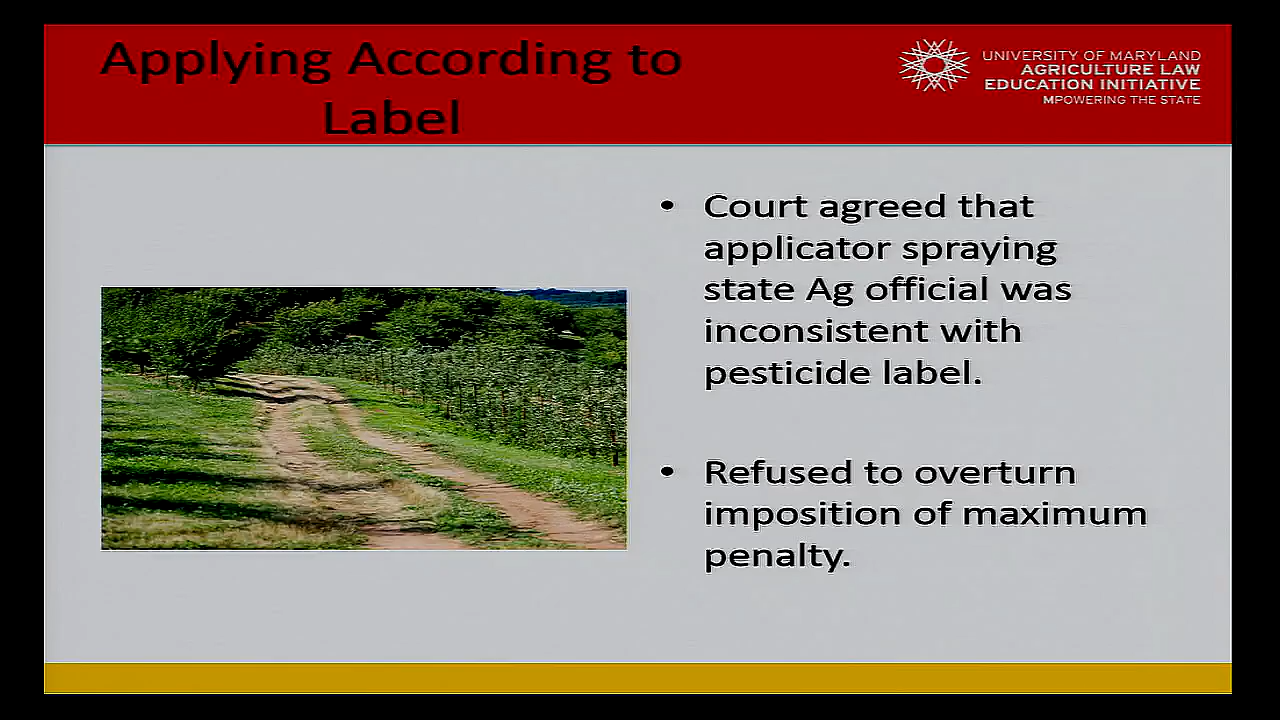 Applying According to
Label
UNIVERSITY OF MARYLAND
AGRICULTURE LAW
EDUCATION INITIATIVE
MPOWERING THE STATE
• Court agreed that
applicator spraying
state Ag official was
inconsistent with
pesticide label.
• Refused to overturn
imposition of maximum
penalty.